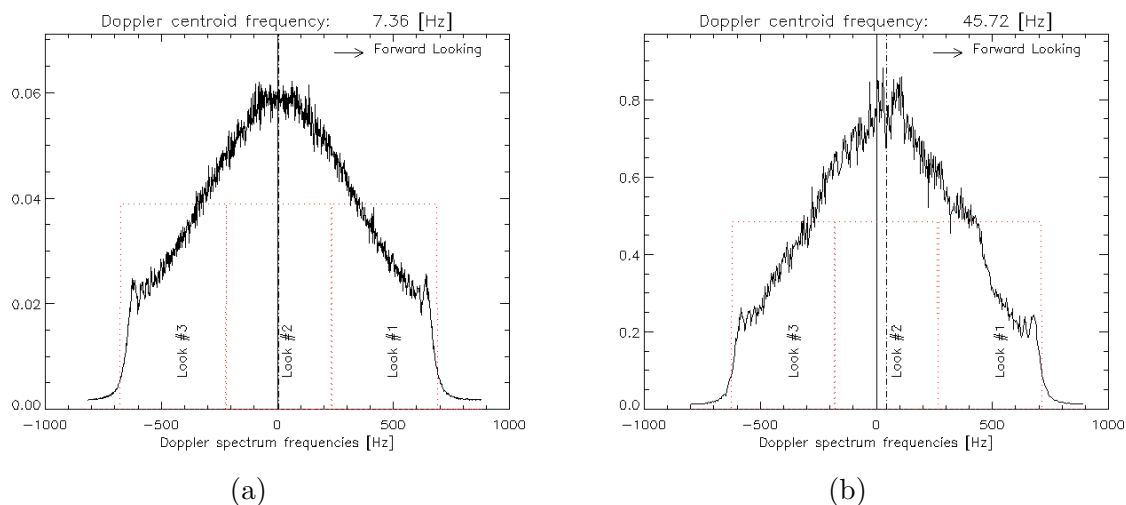 Doppler centroid frequency: 7.36 [Hz]
Forward Looking
0.06
0.04
0.02
0.00
Look #3
Look #2
Look #1
−1000 −500 0 500 1000
Doppler spectrum frequencies [Hz]
(a)
Doppler centroid frequency: 45.72 [Hz]
Forward Looking
0.8
0.6
0.4
0.2
0.0
Look #3
Look #2
Look #1
−1000 −500 0 500 1000
Doppler spectrum frequencies [Hz]
(b)